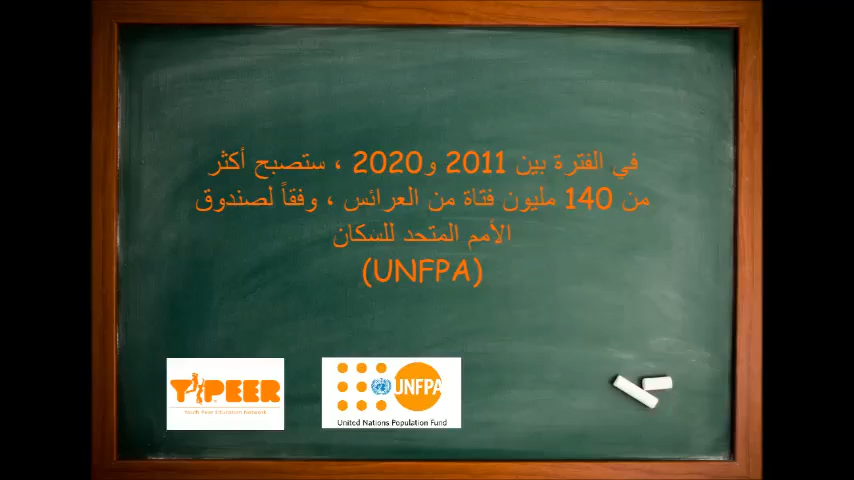 في الفترة بين 2011 و2020 ، ستصبح أكثر
من 140 مليون فتاة من العرائس ، وفقاً لصندوق
الأمم المتحد للسكان
(UNFPA)
Y PEER
Youth Peer Education Network
UNFPA
United Nations Population Fund